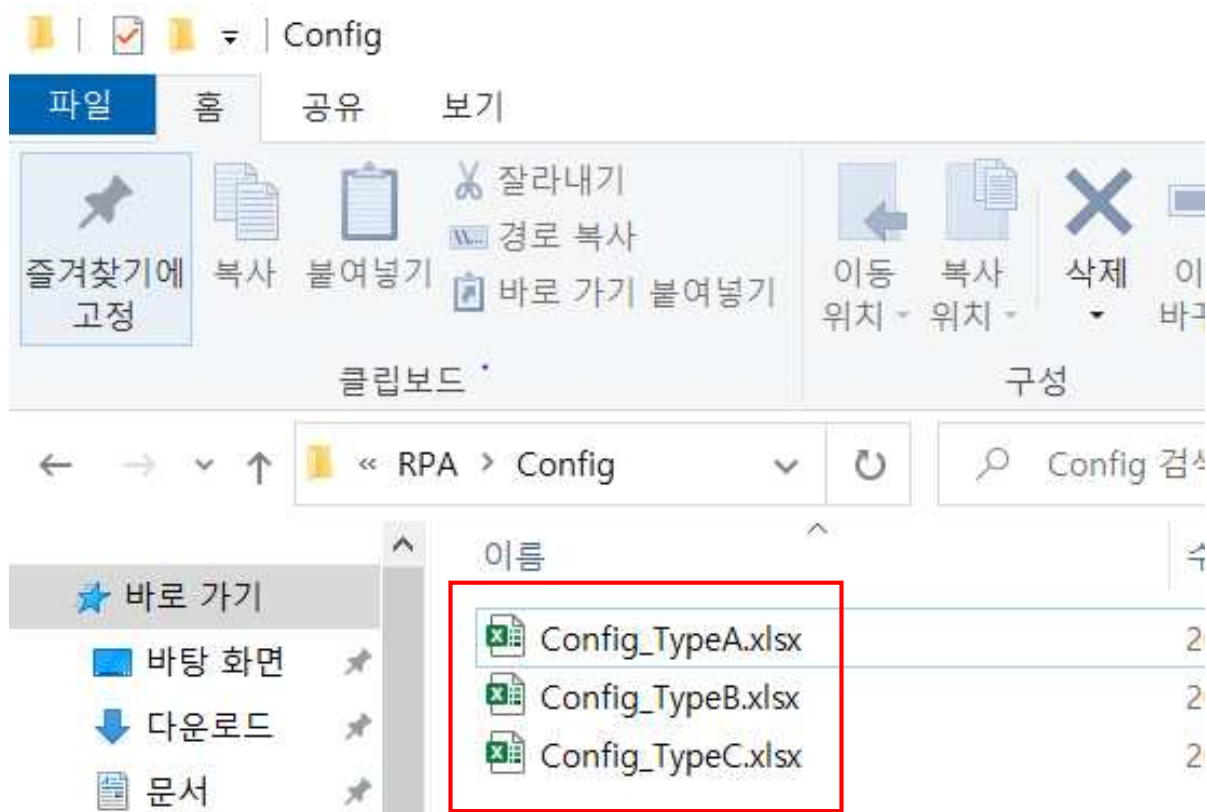 Config
파일 홈 공유 보기
잘라내기
경로 복사
바로 가기 붙여넣기
즐겨찾기에 고정
복사
붙여넣기
이동 위치
복사 위치
삭제
클립보드
구성
« RPA > Config
Config
이름
바로 가기
바탕 화면
다운로드
문서
Config_TypeA.xlsx
Config_TypeB.xlsx
Config_TypeC.xlsx